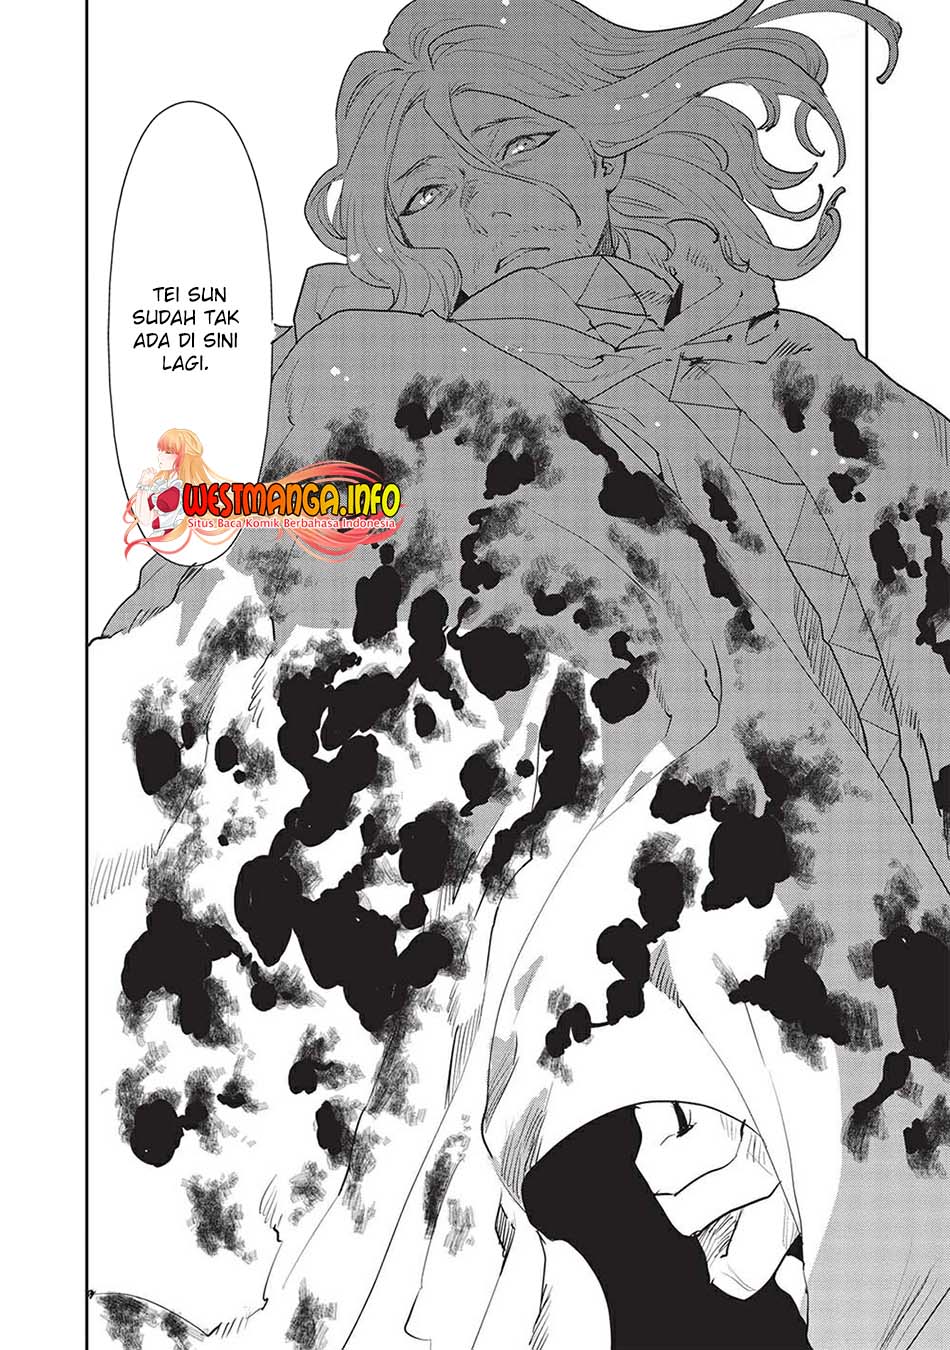 TEI SUN
SUDAH TAK
ADA DI SINI
LAGI.
WESTMANGA.INFO
Situs Baca Komik Berbahasa Indonesia